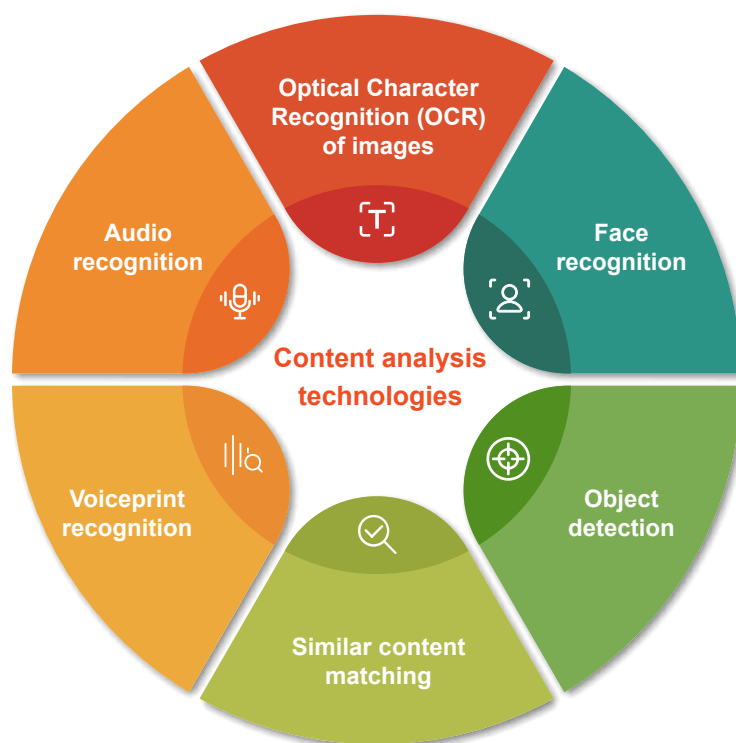 Optical Character
Recognition (OCR)
of images
Face
recognition
Object
detection
Similar content
matching
Voiceprint
recognition
Audio
recognition
Content analysis
technologies